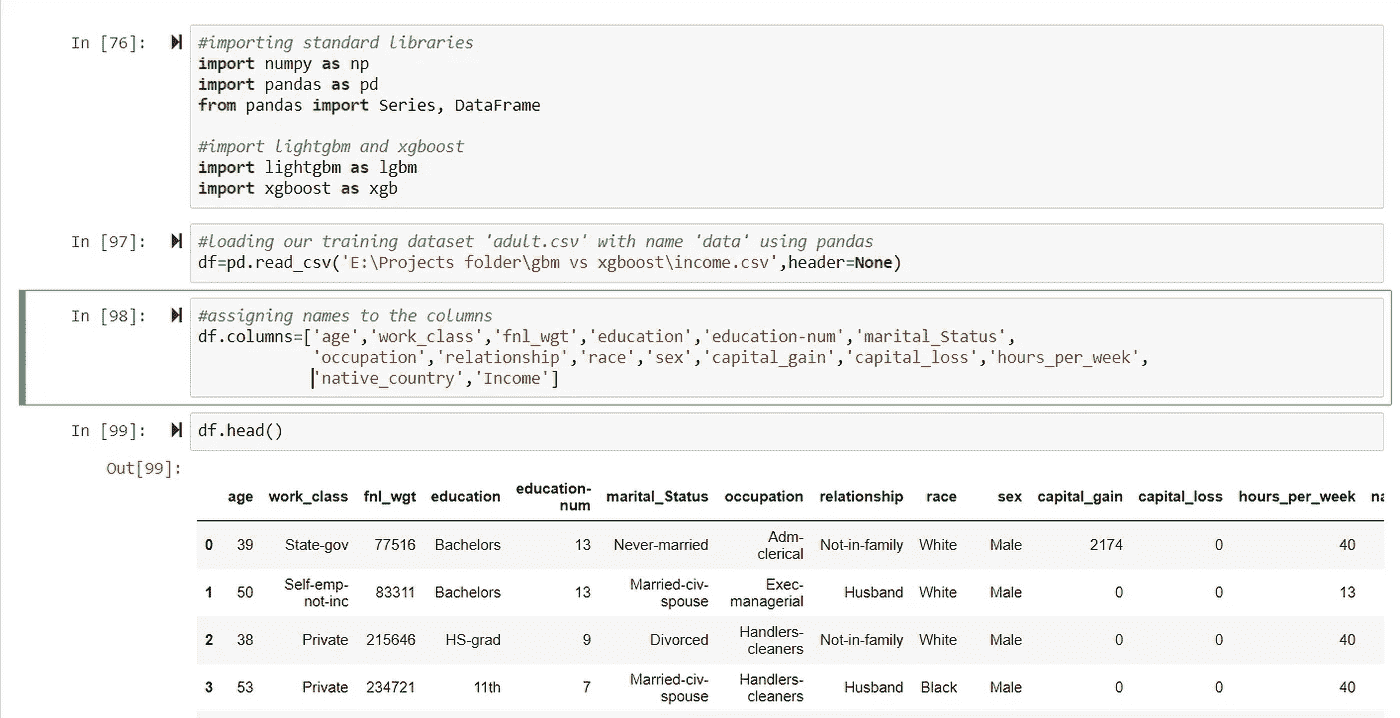 In [76]:
#importing standard libraries
import numpy as np
import pandas as pd
from pandas import Series, DataFrame
#import lightgbm and xgboost
import lightgbm as lgbm
import xgboost as xgb
In [97]:
#loading our training dataset 'adult.csv' with name 'data' using pandas
df=pd.read_csv('E:\Projects folder\gbm vs xgboost\income.csv',header=None)
In [98]:
#assigning names to the columns
df.columns=['age','work_class','fnl_wgt','education','education-num','marital_Status',
'occupation','relationship','race','sex','capital_gain','capital_loss','hours_per_week',
'native_country','Income']
In [99]:
df.head()
Out[99]:
age work_class fnl_wgt education education-num marital_Status occupation relationship race sex capital_gain capital_loss hours_per_week na
0 39 State-gov 77516 Bachelors 13 Never-married Adm-clerical Not-in-family White Male 2174 0 40
1 50 Self-emp-not-inc 83311 Bachelors 13 Married-civ-spouse Exec-managerial Husband White Male 0 0 13
2 38 Private 215646 HS-grad 9 Divorced Handlers-cleaners Not-in-family White Male 0 0 40
3 53 Private 234721 11th 7 Married-civ-spouse Handlers-cleaners Husband Black Male 0 0 40